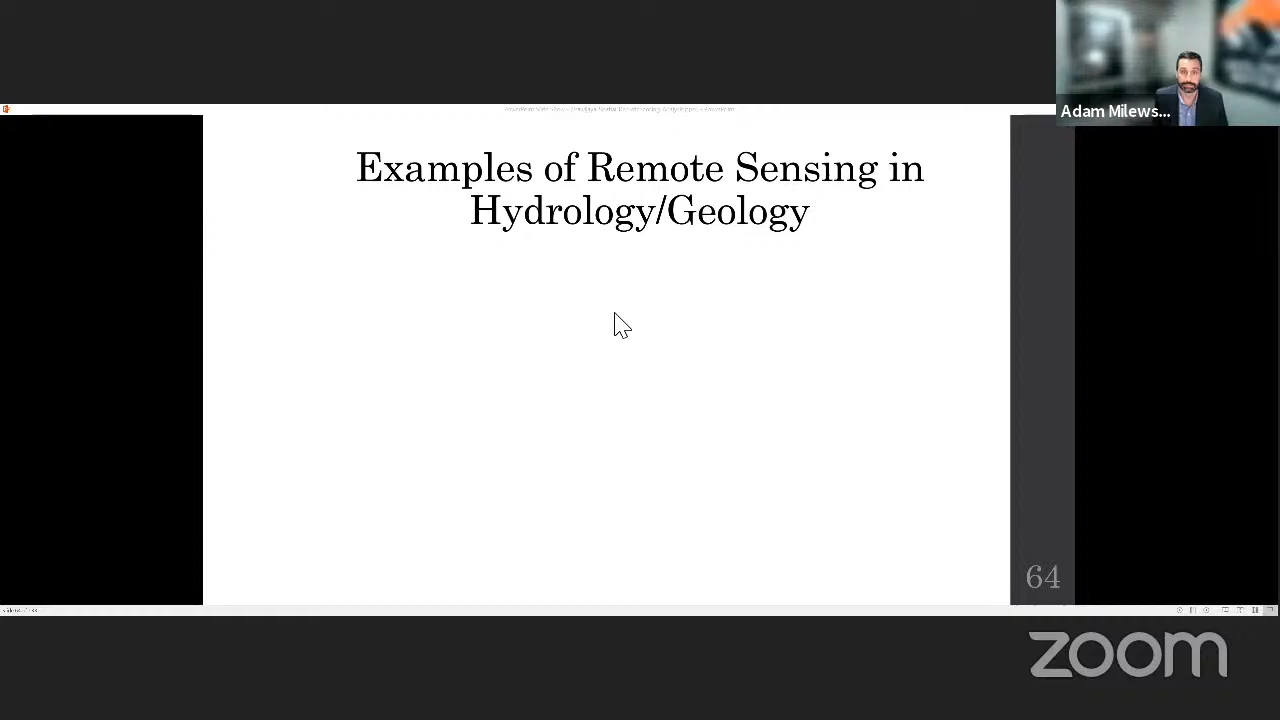 Adam Milews...
Examples of Remote Sensing in
Hydrology/Geology
64
zoom